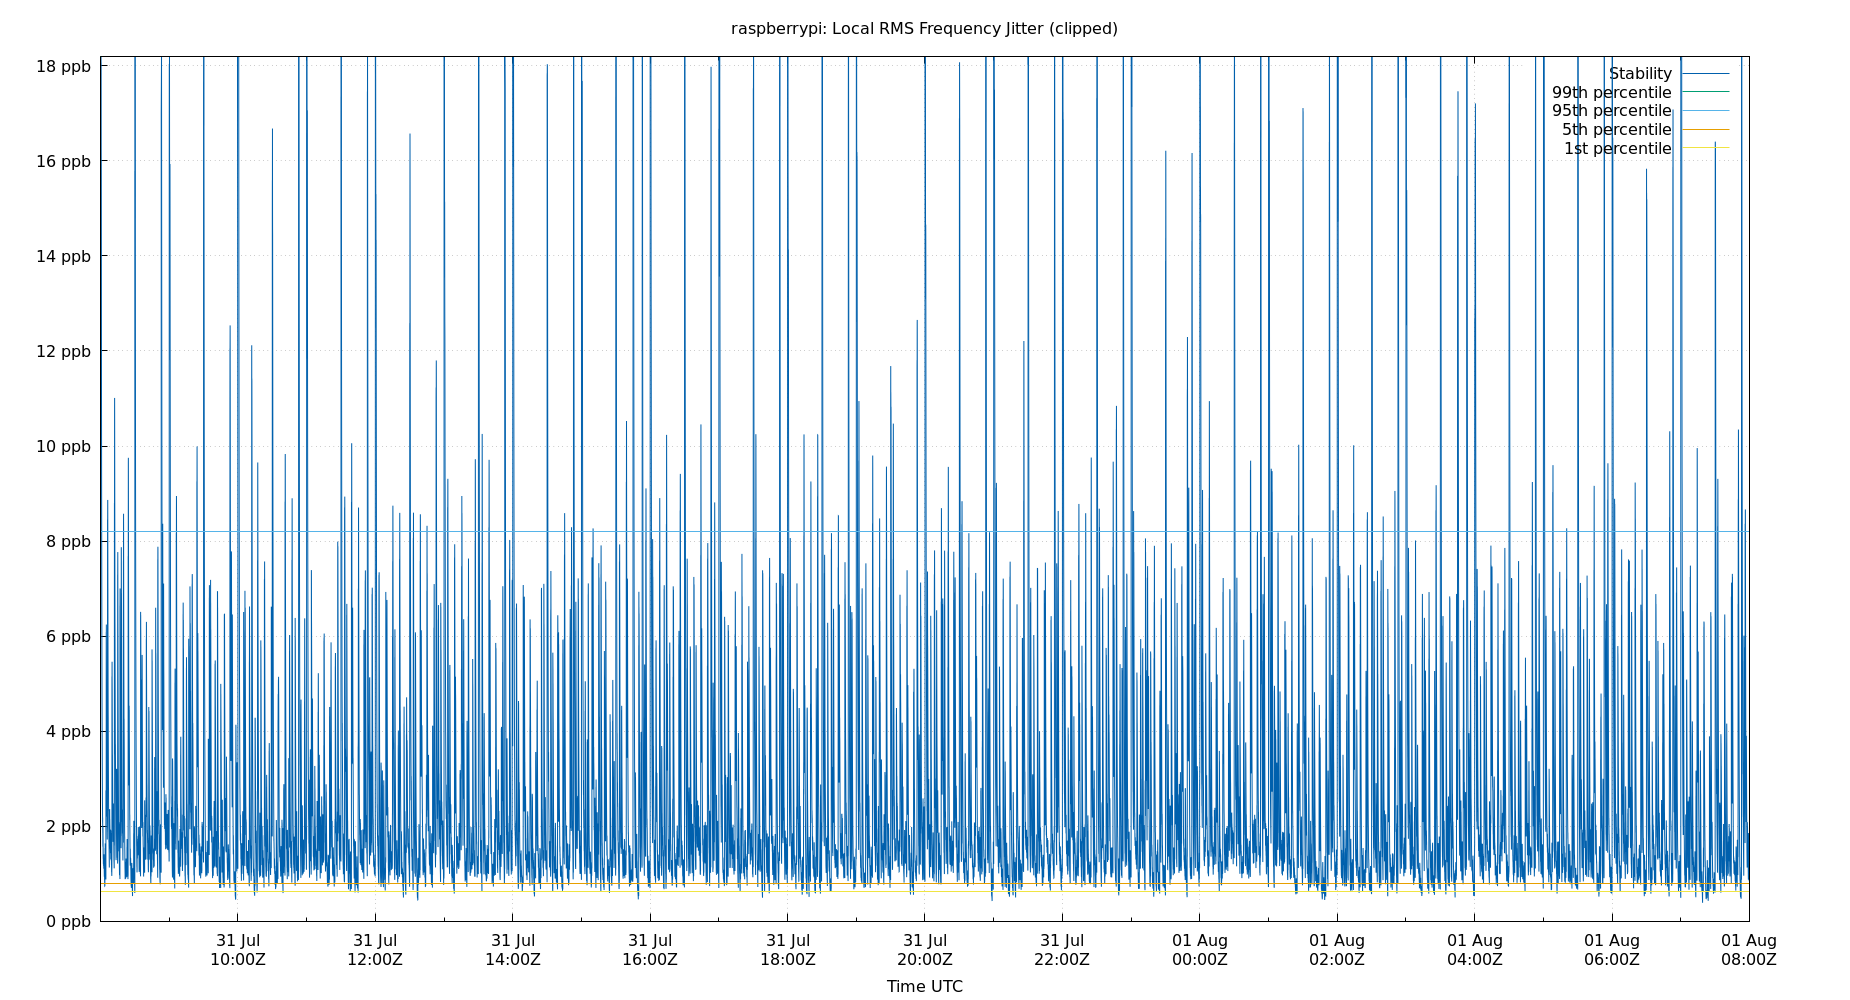 raspberrypi: Local RMS Frequency Jitter (clipped)
18 ppb
16 ppb
14 ppb
12 ppb
10 ppb
8 ppb
6 ppb
4 ppb
2 ppb
0 ppb
Stability
99th percentile
95th percentile
5th percentile
1st percentile
31 Jul 31 Jul 31 Jul 31 Jul 31 Jul 31 Jul 31 Jul 01 Aug 01 Aug 01 Aug 01 Aug 01 Aug
10:00Z 12:00Z 14:00Z 16:00Z 18:00Z 20:00Z 22:00Z 00:00Z 02:00Z 04:00Z 06:00Z 08:00Z
Time UTC